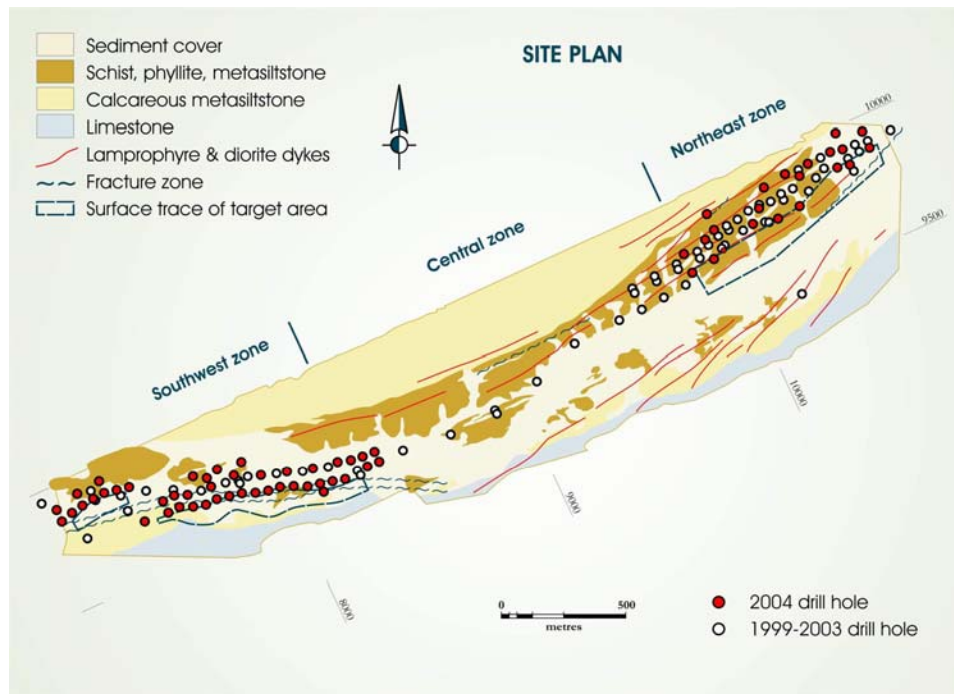 SITE PLAN
Sediment cover
Schist, phyllite, metasiltstone
Calcareous metasiltstone
Limestone
Lamprophyre & diorite dykes
Fracture zone
Surface trace of target area
Northeast zone
Central zone
Southwest zone
10000
9500
10000
9000
8000
0 500
metres
2004 drill hole
1999-2003 drill hole